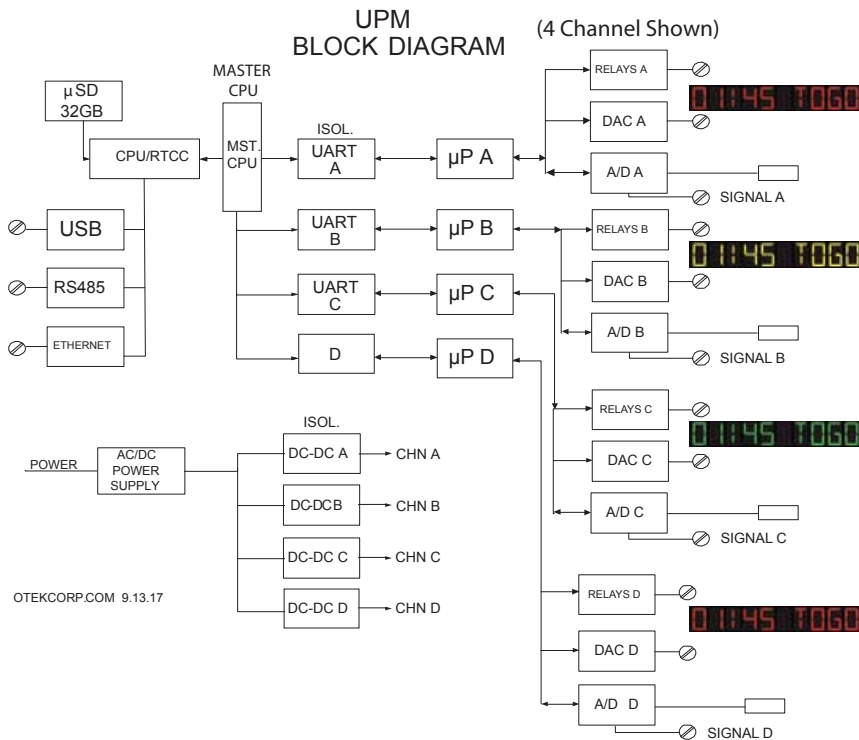 UPM
BLOCK DIAGRAM
(4 Channel Shown)
µSD
32GB
CPU/RTCC
MASTER
CPU
MST.
CPU
USB
RS485
ETHERNET
ISOL.
UART
A
µP A
UART
B
µP B
UART
C
µP C
D
µP D
RELAYS A
DAC A
A/D A
SIGNAL A
01:45 TOGO
RELAYS B
DAC B
A/D B
SIGNAL B
01:45 TOGO
RELAYS C
DAC C
A/D C
SIGNAL C
01:45 TOGO
RELAYS D
DAC D
A/D D
SIGNAL D
01:45 TOGO
POWER
AC/DC
POWER
SUPPLY
ISOL.
DC-DC A
CHN A
DC-DCB
CHN B
DC-DC C
CHN C
DC-DC D
CHN D
OTEKCORP.COM 9.13.17